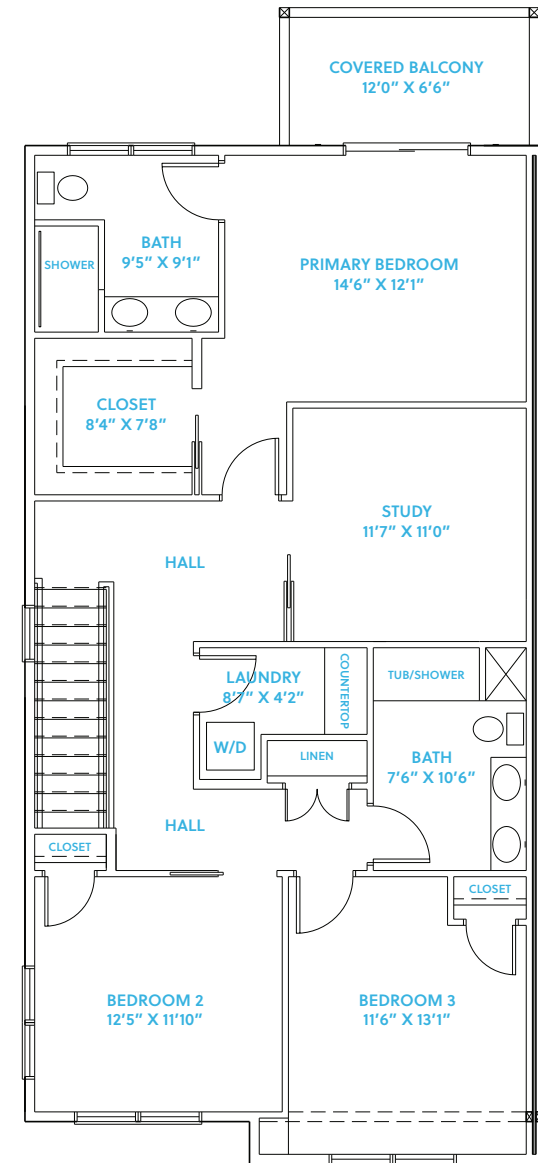 COVERED BALCONY
12'0" X 6'6"
BATH
9'5" X 9'1"
SHOWER
PRIMARY BEDROOM
14'6" X 12'1"
CLOSET
8'4" X 7'8"
STUDY
11'7" X 11'0"
HALL
LAUNDRY
8'7" X 4'2"
COUNTERTOP
TUB/SHOWER
W/D
LINEN
BATH
7'6" X 10'6"
HALL
CLOSET
CLOSET
BEDROOM 2
12'5" X 11'10"
BEDROOM 3
11'6" X 13'1"